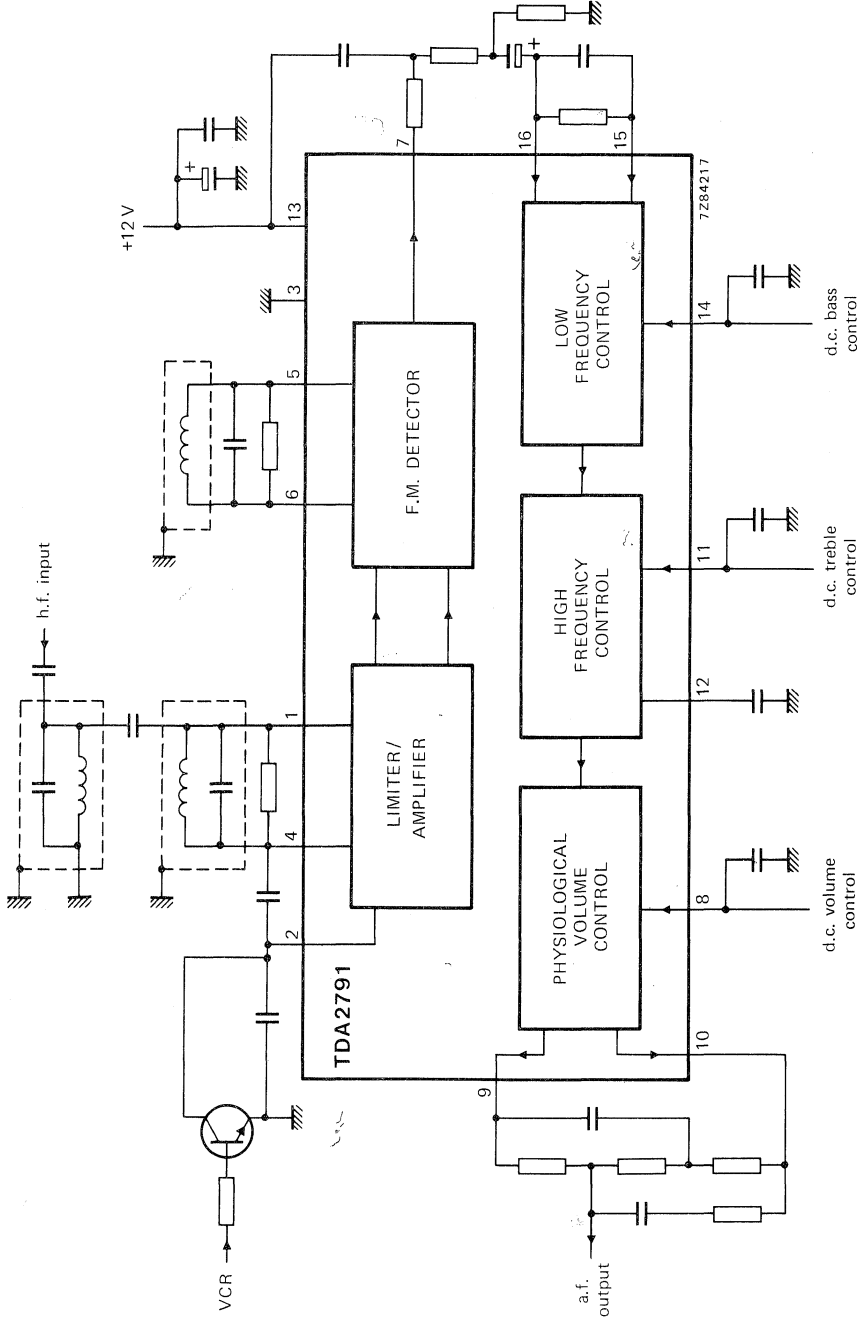 h.f. input
+12 V
VCR
2
4
1
6
5
3
13
7
TDA2791
LIMITER/
AMPLIFIER
F.M. DETECTOR
16
15
PHYSIOLOGICAL
VOLUME
CONTROL
HIGH
FREQUENCY
CONTROL
LOW
FREQUENCY
CONTROL
9
10
8
12
11
14
7Z84217
a.f.
output
d.c. volume
control
d.c. treble
control
d.c. bass
control
+
+